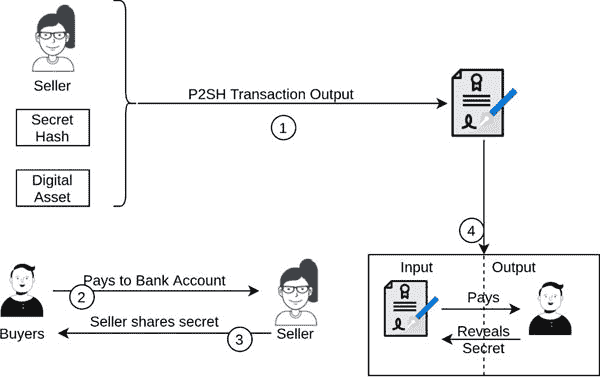 Seller
Secret
Hash
Digital
Asset
P2SH Transaction Output
1
4
Pays to Bank Account
2
Buyers
Seller shares secret
3
Seller
Input
Output
Pays
Reveals
Secret